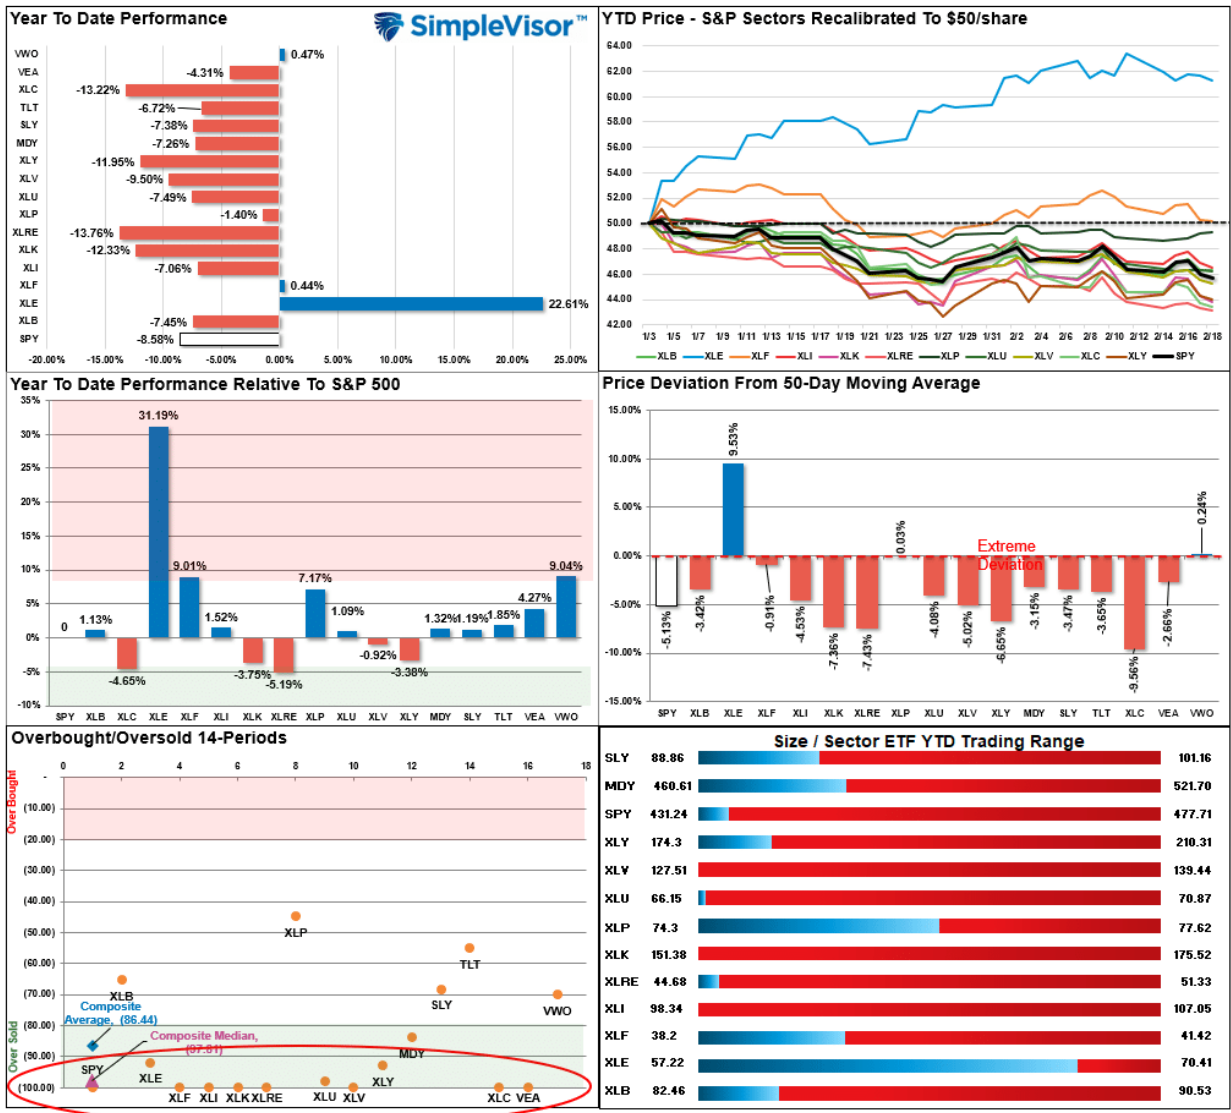 Year To Date Performance
SimpleVisor™
VWO 0.47%
VEA -4.31%
XLC -13.22%
TLT -6.72%
SLY -7.38%
MDY -7.26%
XLY -11.95%
XLV -9.50%
XLU -7.49%
XLP -1.40%
XLRE -13.76%
XLK -12.33%
XLI -7.06%
XLF 0.44%
XLE 22.61%
XLB -7.45%
SPY -8.58%
-20.00% -15.00% -10.00% -5.00% 0.00% 5.00% 10.00% 15.00% 20.00% 25.00%
YTD Price - S&P Sectors Recalibrated To $50/share
64.00
62.00
60.00
58.00
56.00
54.00
52.00
50.00
48.00
46.00
44.00
42.00
1/3 1/5 1/7 1/9 1/11 1/13 1/15 1/17 1/19 1/21 1/23 1/25 1/27 1/29 1/31 2/2 2/4 2/6 2/8 2/10 2/12 2/14 2/16 2/18
XLB XLE XLF XLI XLK XLRE XLP XLU XLV XLC XLY SPY
Year To Date Performance Relative To S&P 500
35%
30%
25%
20%
15%
10%
5%
0%
-5%
-10%
0 1.13% -4.65% 31.19% 9.01% 1.52% -3.75% -5.19% 7.17% 1.09% -0.92% -3.38% 1.32% 1.19% 1.85% 4.27% 9.04%
SPY XLB XLC XLE XLF XLI XLK XLRE XLP XLU XLV XLY MDY SLY TLT VEA VWO
Price Deviation From 50-Day Moving Average
15.00%
10.00%
5.00%
0.00%
-5.00%
-10.00%
-15.00%
Extreme
Deviation
-5.13% -3.42% 9.53% -0.91% -4.53% -7.36% -7.43% 0.03% -4.08% -5.02% -6.65% -3.15% -3.47% -3.65% -9.56% -2.66% 0.24%
SPY XLB XLE XLF XLI XLK XLRE XLP XLU XLV XLY MDY SLY TLT XLC VEA VWO
Overbought/Oversold 14-Periods
0 2 4 6 8 10 12 14 16 18
Over Bought
Over Sold
-
(10.00)
(20.00)
(30.00)
(40.00)
(50.00)
(60.00)
(70.00)
(80.00)
(90.00)
(100.00)
XLP
TLT
XLB
SLY
VWO
Composite
Average, (86.44)
Composite Median,
(97.81)
SPY
MDY
XLE
XLY
XLF XLI XLK XLRE XLU XLV XLC VEA
Size / Sector ETF YTD Trading Range
SLY 88.86 101.16
MDY 460.61 521.70
SPY 431.24 477.71
XLY 174.3 210.31
XLV 127.51 139.44
XLU 66.15 70.87
XLP 74.3 77.62
XLK 151.38 175.52
XLRE 44.68 51.33
XLI 98.34 107.05
XLF 38.2 41.42
XLE 57.22 70.41
XLB 82.46 90.53